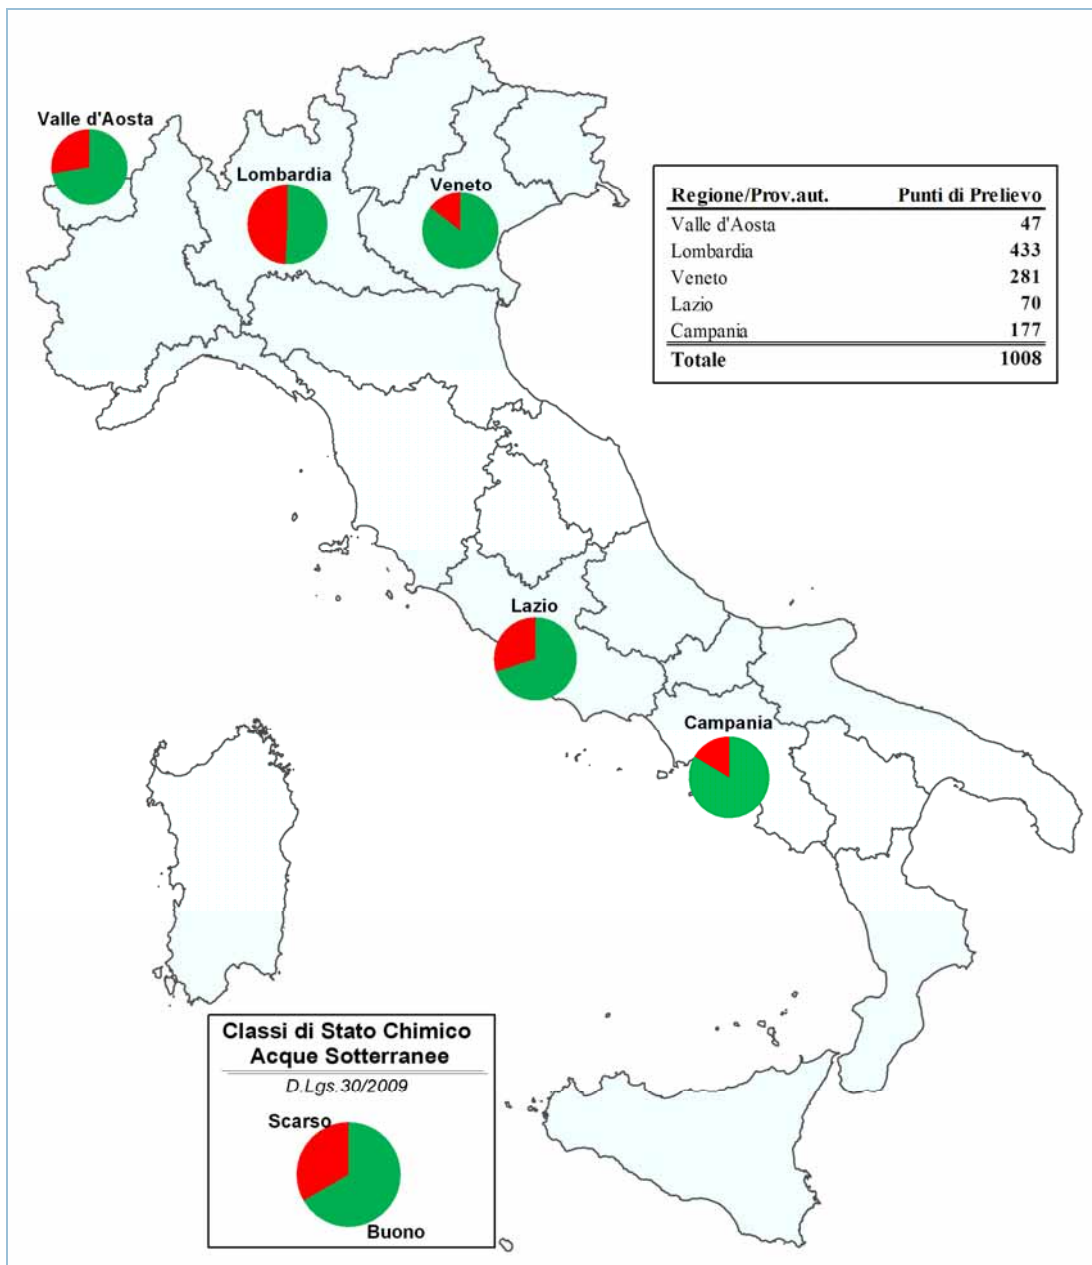 Valle d'Aosta
Lombardia
Veneto
Regione/Prov.aut. Punti di Prelievo
Valle d'Aosta 47
Lombardia 433
Veneto 281
Lazio 70
Campania 177
Totale 1008
Lazio
Campania
Classi di Stato Chimico
Acque Sotterranee
D.Lgs.30/2009
Scarso
Buono